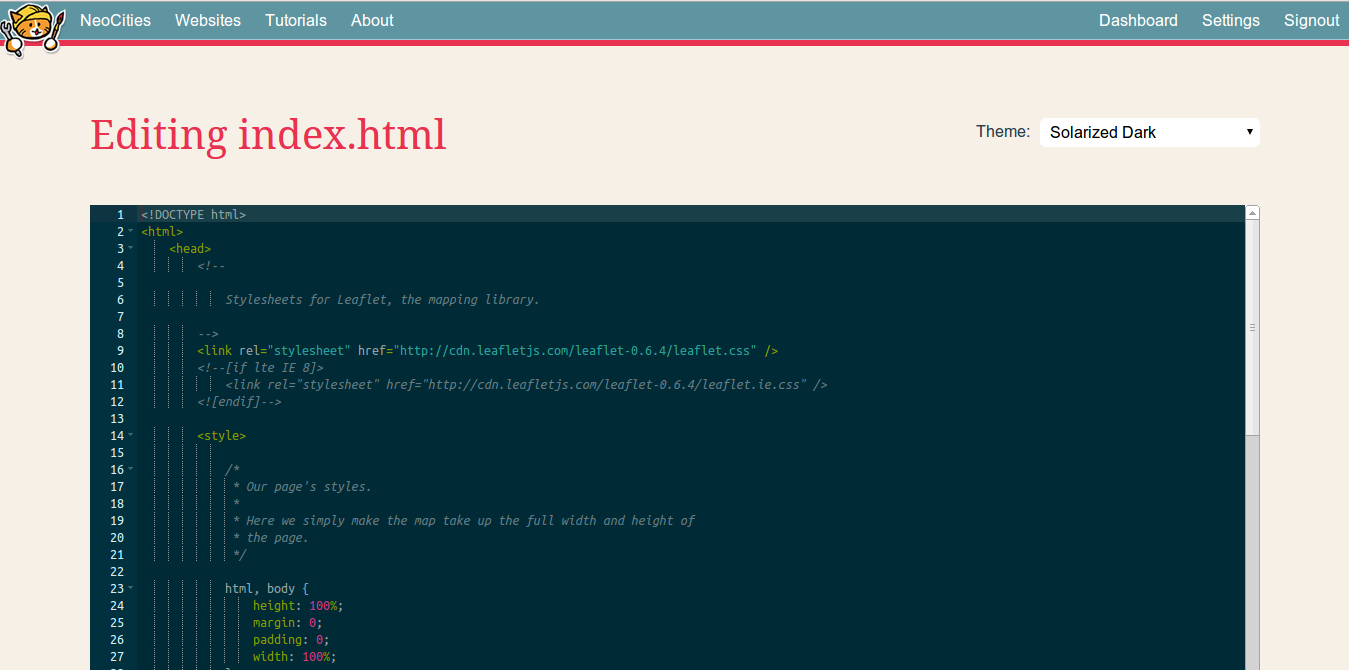 NeoCities Websites Tutorials About Dashboard Settings Signout
Editing index.html
Theme: Solarized Dark
1 <!DOCTYPE html>
2 <html>
3 <head>
4 <!--
5
6 Stylesheets for Leaflet, the mapping library.
7
8 -->
9 <link rel="stylesheet" href="http://cdn.leafletjs.com/leaflet-0.6.4/leaflet.css" />
10 <!--[if lte IE 8]>
11 <link rel="stylesheet" href="http://cdn.leafletjs.com/leaflet-0.6.4/leaflet.ie.css" />
12 <![endif]-->
13
14 <style>
15
16 /*
17 * Our page's styles.
18 *
19 * Here we simply make the map take up the full width and height of
20 * the page.
21 */
22
23 html, body {
24 height: 100%;
25 margin: 0;
26 padding: 0;
27 width: 100%;